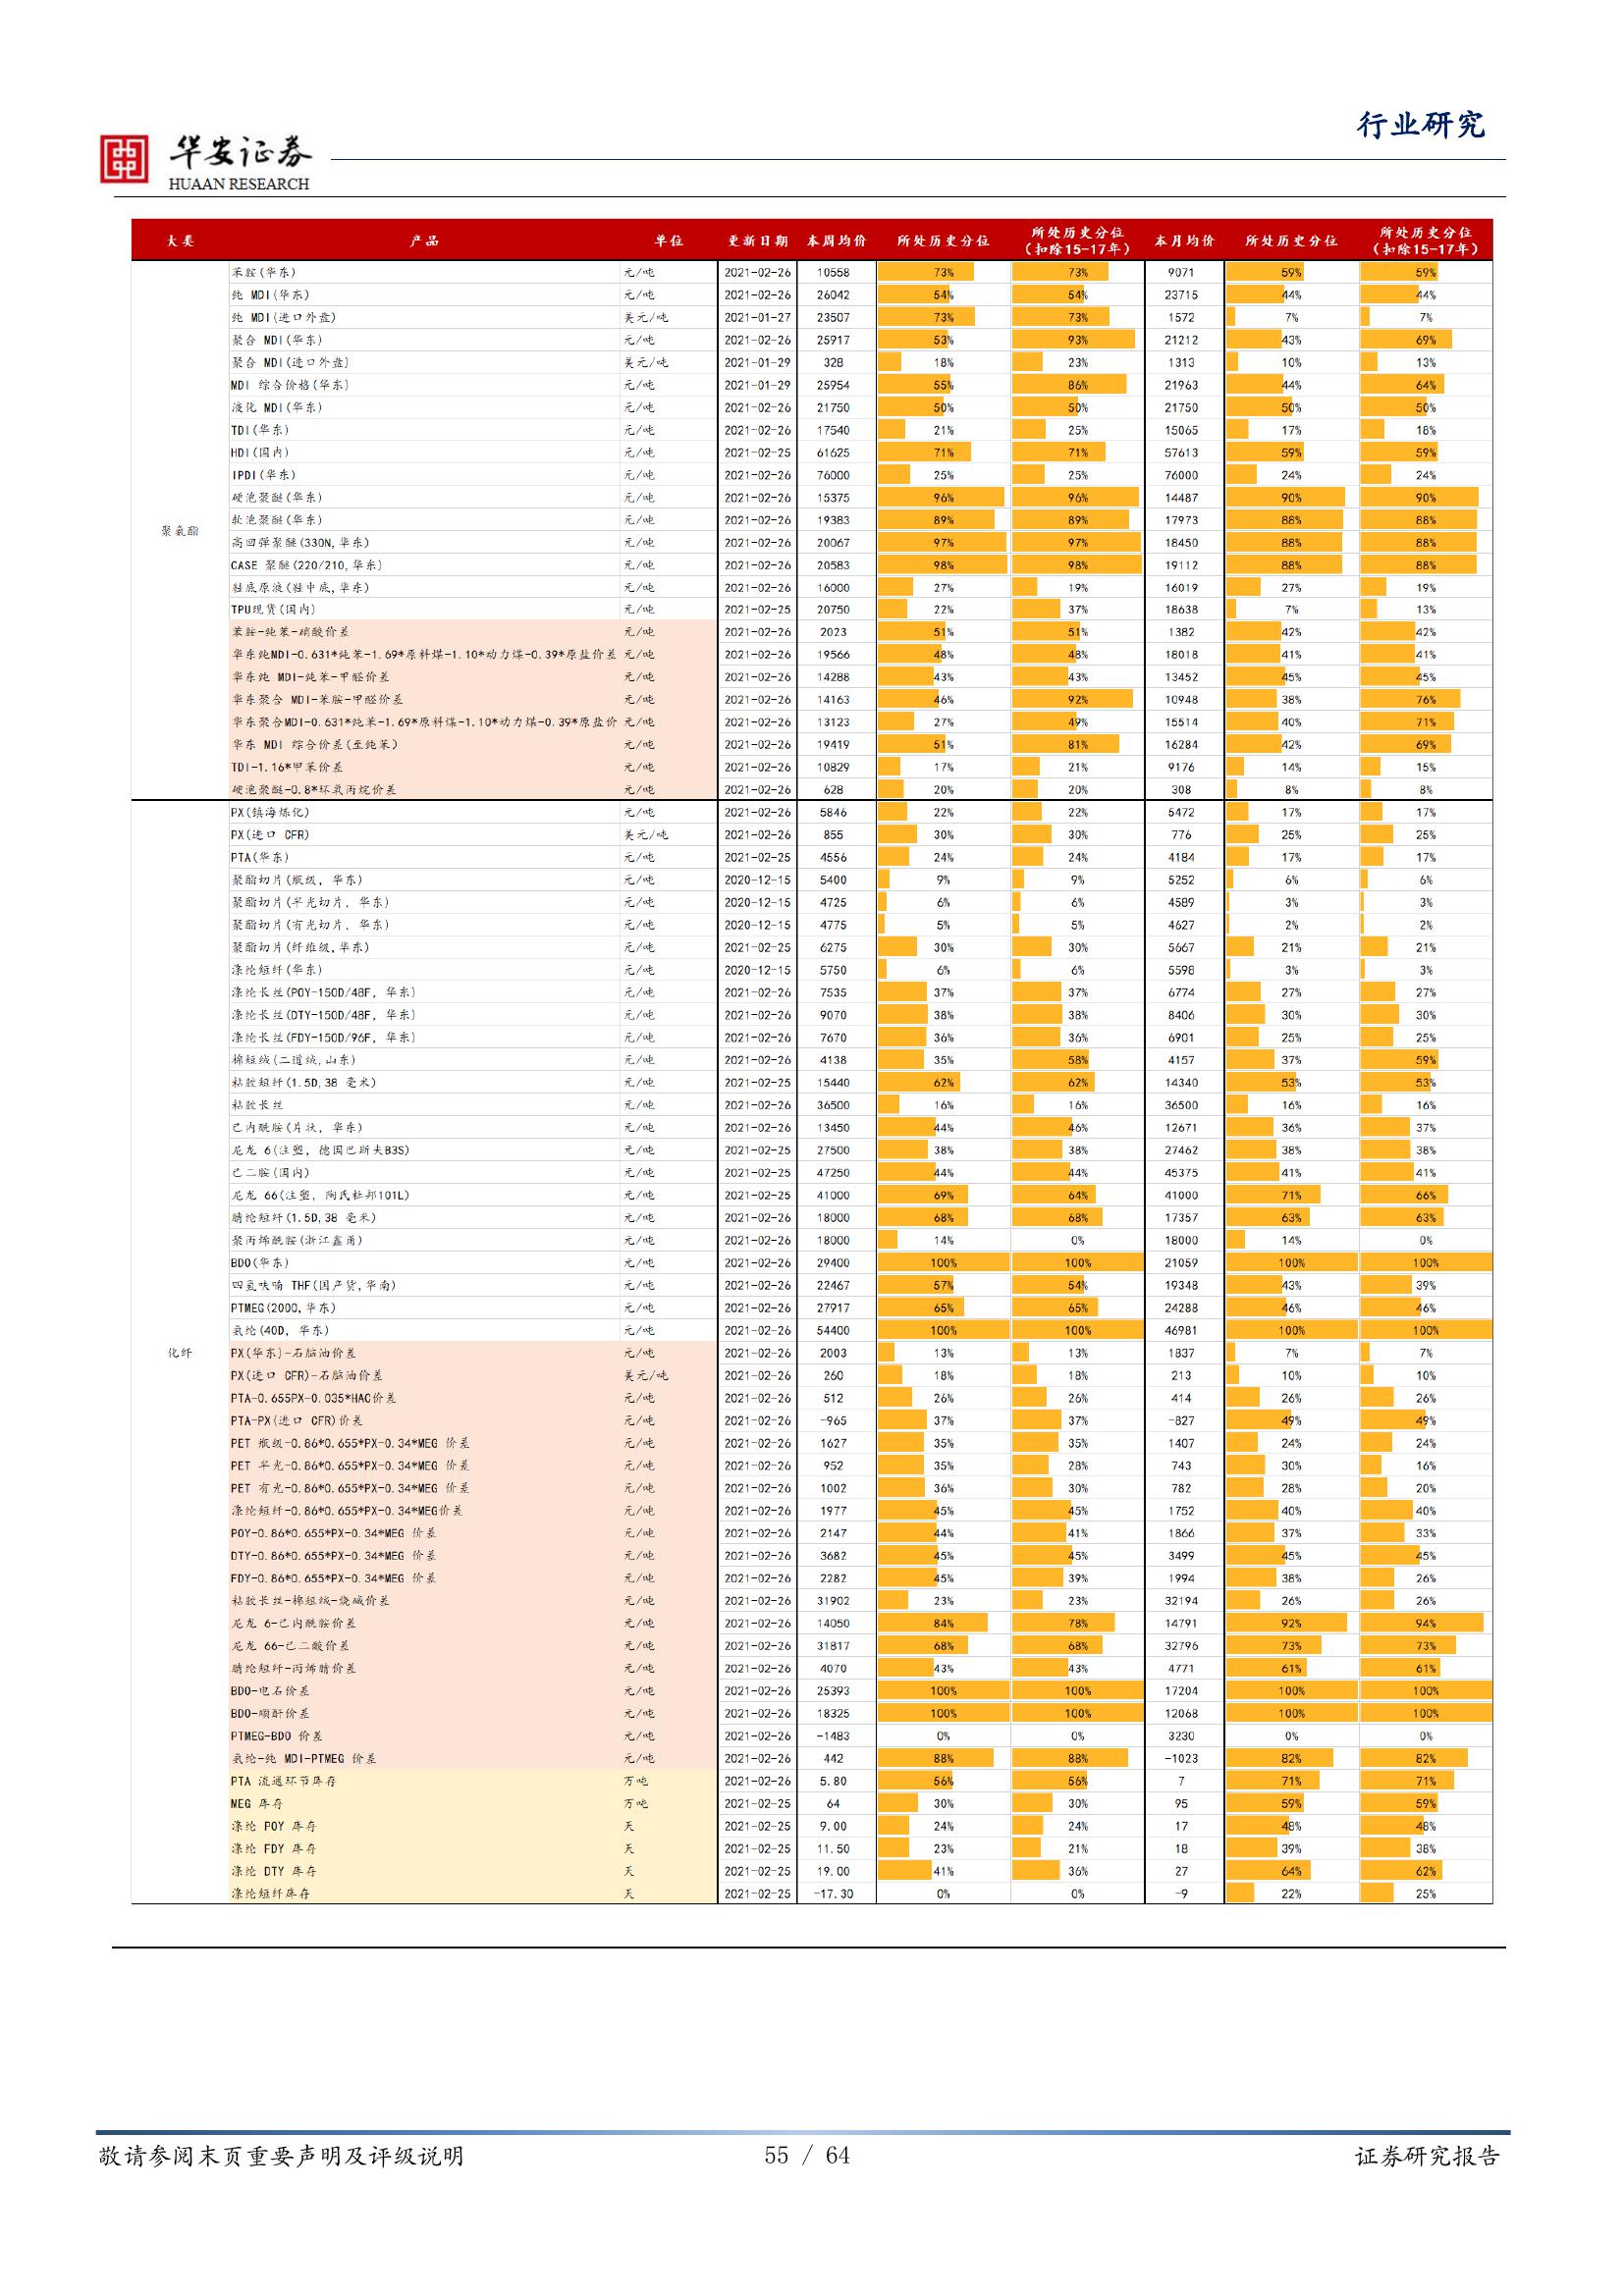 行业研究
华安证券
HUAAN RESEARCH
大类 产品 单位 更新日期 本周均价 所处历史分位 所处历史分位（扣除15-17年） 本月均价 所处历史分位 所处历史分位（扣除15-17年）
苯胺(华东) 元/吨 2021-02-26 10558 73% 73% 9071 59% 59%
纯 MDI(华东) 元/吨 2021-02-26 26042 54% 54% 23715 44% 44%
纯 MDI(进口外盘) 美元/吨 2021-01-27 23507 73% 73% 1572 7% 7%
聚合 MDI(华东) 元/吨 2021-02-26 25917 53% 93% 21212 43% 69%
聚合 MDI(进口外盘) 美元/吨 2021-01-29 328 18% 23% 1313 10% 13%
MDI 综合价格(华东) 元/吨 2021-01-29 25954 55% 86% 21963 44% 64%
液化 MDI(华东) 元/吨 2021-02-26 21750 50% 50% 21750 50% 50%
TDI(华东) 元/吨 2021-02-26 17540 21% 25% 15065 17% 18%
HDI(国内) 元/吨 2021-02-25 61625 71% 71% 57613 59% 59%
IPDI(华东) 元/吨 2021-02-26 76000 25% 25% 76000 24% 24%
硬泡聚醚(华东) 元/吨 2021-02-26 15375 96% 96% 14487 90% 90%
聚氨酯 软泡聚醚(华东) 元/吨 2021-02-26 19383 89% 89% 17973 88% 88%
高回弹聚醚(330N,华东) 元/吨 2021-02-26 20067 97% 97% 18450 88% 88%
CASE 聚醚(220/210,华东) 元/吨 2021-02-26 20583 98% 98% 19112 88% 88%
鞋底原液(鞋中底,华东) 元/吨 2021-02-26 16000 27% 19% 16019 27% 19%
TPU现货(国内) 元/吨 2021-02-25 20750 22% 37% 18638 7% 13%
苯胺-纯苯-硝酸价差 元/吨 2021-02-26 2023 51% 51% 1382 42% 42%
华东纯MDI-0.631*纯苯-1.69*原料煤-1.10*动力煤-0.39*原盐价差 元/吨 2021-02-26 19566 48% 48% 18018 41% 41%
华东纯 MDI-纯苯-甲醛价差 元/吨 2021-02-26 14288 43% 43% 13452 45% 45%
华东聚合 MDI-苯胺-甲醛价差 元/吨 2021-02-26 14163 46% 92% 10948 38% 76%
华东聚合MDI-0.631*纯苯-1.69*原料煤-1.10*动力煤-0.39*原盐价 元/吨 2021-02-26 13123 27% 49% 15514 40% 71%
华东 MDI 综合价差(至纯苯) 元/吨 2021-02-26 19419 51% 81% 16284 42% 69%
TDI-1.16*甲苯价差 元/吨 2021-02-26 10829 17% 21% 9176 14% 15%
硬泡聚醚-0.8*环氧丙烷价差 元/吨 2021-02-26 628 20% 20% 308 8% 8%
PX(镇海炼化) 元/吨 2021-02-26 5846 22% 22% 5472 17% 17%
PX(进口 CFR) 美元/吨 2021-02-26 855 30% 30% 776 25% 25%
PTA(华东) 元/吨 2021-02-25 4556 24% 24% 4184 17% 17%
聚酯切片(瓶级, 华东) 元/吨 2020-12-15 5400 9% 9% 5252 6% 6%
聚酯切片(半光切片, 华东) 元/吨 2020-12-15 4725 6% 6% 4589 3% 3%
聚酯切片(有光切片, 华东) 元/吨 2020-12-15 4775 5% 5% 4627 2% 2%
聚酯切片(纤维级,华东) 元/吨 2021-02-25 6275 30% 30% 5667 21% 21%
涤纶短纤(华东) 元/吨 2020-12-15 5750 6% 6% 5598 3% 3%
涤纶长丝(POY-150D/48F, 华东) 元/吨 2021-02-26 7535 37% 37% 6774 27% 27%
涤纶长丝(DTY-150D/48F, 华东) 元/吨 2021-02-26 9070 38% 38% 8406 30% 30%
涤纶长丝(FDY-150D/96F, 华东) 元/吨 2021-02-26 7670 36% 36% 6901 25% 25%
棉短绒(二道绒,山东) 元/吨 2021-02-26 4138 35% 58% 4157 37% 59%
粘胶短纤(1.5D,38 毫米) 元/吨 2021-02-25 15440 62% 62% 14340 53% 53%
粘胶长丝 元/吨 2021-02-26 36500 16% 16% 36500 16% 16%
己内酰胺(片状, 华东) 元/吨 2021-02-26 13450 44% 46% 12671 36% 37%
尼龙 6(注塑, 德国巴斯夫B3S) 元/吨 2021-02-25 27500 38% 38% 27462 38% 38%
己二胺(国内) 元/吨 2021-02-25 47250 44% 44% 45375 41% 41%
尼龙 66(注塑, 陶氏杜邦101L) 元/吨 2021-02-25 41000 69% 64% 41000 71% 66%
腈纶短纤(1.5D,38 毫米) 元/吨 2021-02-26 18000 68% 68% 17357 63% 63%
聚丙烯酰胺(浙江鑫甬) 元/吨 2021-02-26 18000 14% 0% 18000 14% 0%
BDO(华东) 元/吨 2021-02-26 29400 100% 100% 21059 100% 100%
四氢呋喃 THF(国产货,华南) 元/吨 2021-02-26 22467 57% 54% 19348 43% 39%
PTMEG(2000,华东) 元/吨 2021-02-26 27917 65% 65% 24288 46% 46%
氨纶(40D, 华东) 元/吨 2021-02-26 54400 100% 100% 46981 100% 100%
化纤 PX(华东)-石脑油价差 元/吨 2021-02-26 2003 13% 13% 1837 7% 7%
PX(进口 CFR)-石脑油价差 美元/吨 2021-02-26 260 18% 18% 213 10% 10%
PTA-0.655PX-0.035*HAC价差 元/吨 2021-02-26 512 26% 26% 414 26% 26%
PTA-PX(进口 CFR)价差 元/吨 2021-02-26 -965 37% 37% -827 49% 49%
PET 瓶级-0.86*0.655*PX-0.34*MEG 价差 元/吨 2021-02-26 1627 35% 35% 1407 24% 24%
PET 半光-0.86*0.655*PX-0.34*MEG 价差 元/吨 2021-02-26 952 35% 28% 743 30% 16%
PET 有光-0.86*0.655*PX-0.34*MEG 价差 元/吨 2021-02-26 1002 36% 30% 782 28% 20%
涤纶短纤-0.86*0.655*PX-0.34*MEG价差 元/吨 2021-02-26 1977 45% 45% 1752 40% 40%
POY-0.86*0.655*PX-0.34*MEG 价差 元/吨 2021-02-26 2147 44% 41% 1866 37% 33%
DTY-0.86*0.655*PX-0.34*MEG 价差 元/吨 2021-02-26 3682 45% 45% 3499 45% 45%
FDY-0.86*0.655*PX-0.34*MEG 价差 元/吨 2021-02-26 2282 45% 39% 1994 38% 26%
粘胶长丝-棉短绒-烧碱价差 元/吨 2021-02-26 31902 23% 23% 32194 26% 26%
尼龙 6-己内酰胺价差 元/吨 2021-02-26 14050 84% 78% 14791 92% 94%
尼龙 66-己二酸价差 元/吨 2021-02-26 31817 68% 68% 32796 73% 73%
腈纶短纤-丙烯腈价差 元/吨 2021-02-26 4070 43% 43% 4771 61% 61%
BDO-电石价差 元/吨 2021-02-26 25393 100% 100% 17204 100% 100%
BDO-顺酐价差 元/吨 2021-02-26 18325 100% 100% 12068 100% 100%
PTMEG-BDO 价差 元/吨 2021-02-26 -1483 0% 0% 3230 0% 0%
氨纶-纯 MDI-PTMEG 价差 元/吨 2021-02-26 442 88% 88% -1023 82% 82%
PTA 流通环节库存 万吨 2021-02-26 5.80 56% 56% 7 71% 71%
MEG 库存 万吨 2021-02-25 64 30% 30% 95 59% 59%
涤纶 POY 库存 天 2021-02-25 9.00 24% 24% 17 48% 48%
涤纶 FDY 库存 天 2021-02-25 11.50 23% 21% 18 39% 38%
涤纶 DTY 库存 天 2021-02-25 19.00 41% 36% 27 64% 62%
涤纶短纤库存 天 2021-02-25 -17.30 0% 0% -9 22% 25%
敬请参阅末页重要声明及评级说明 55 / 64 证券研究报告